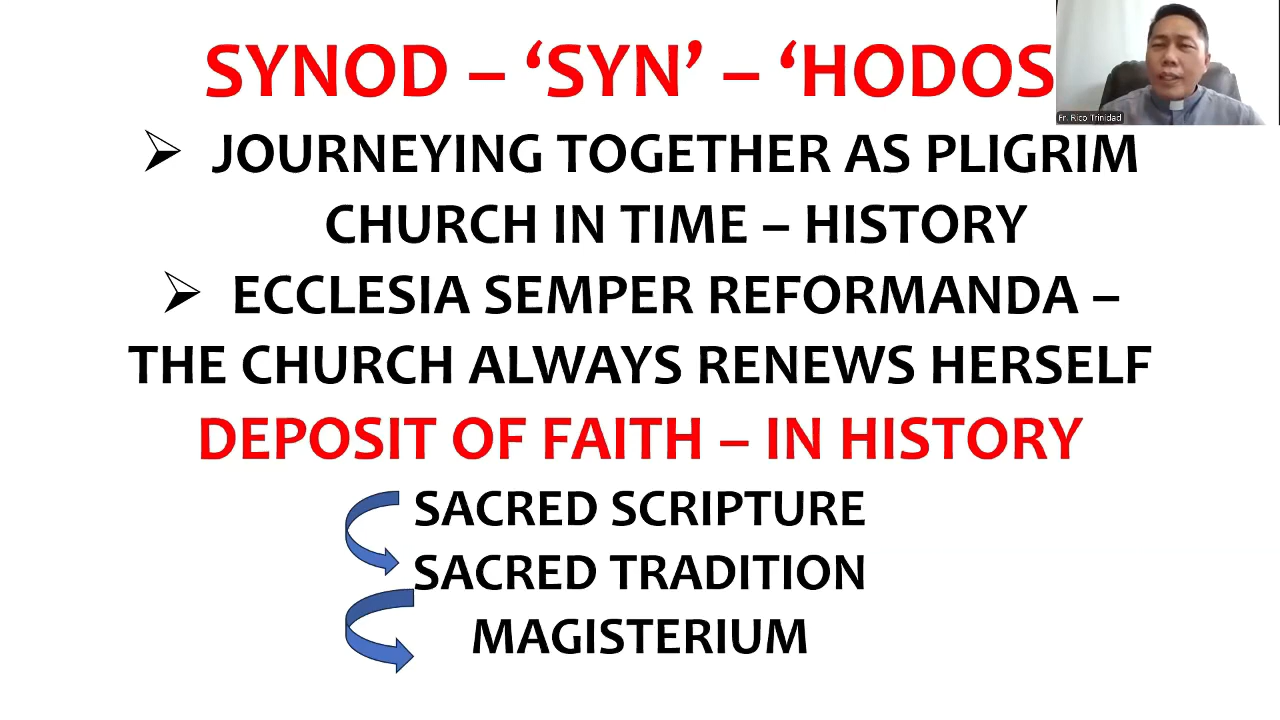 SYNOD – ‘SYN’ – ‘HODOS
Fr. Rico Trinidad
JOURNEYING TOGETHER AS PLIGRIM
CHURCH IN TIME – HISTORY
ECCLESIA SEMPER REFORMANDA –
THE CHURCH ALWAYS RENEWS HERSELF
DEPOSIT OF FAITH – IN HISTORY
SACRED SCRIPTURE
SACRED TRADITION
MAGISTERIUM